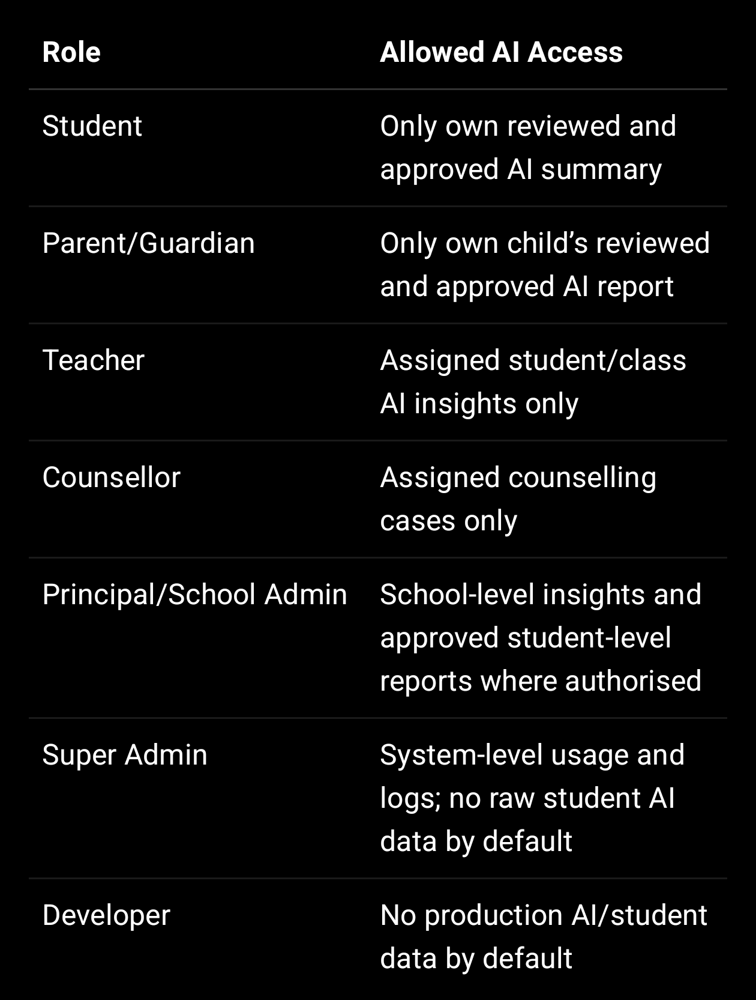 Role Allowed AI Access
Student Only own reviewed and
approved AI summary
Parent/Guardian Only own child’s reviewed
and approved AI report
Teacher Assigned student/class
AI insights only
Counsellor Assigned counselling
cases only
Principal/School Admin School-level insights and
approved student-level
reports where authorised
Super Admin System-level usage and
logs; no raw student AI
data by default
Developer No production AI/student
data by default